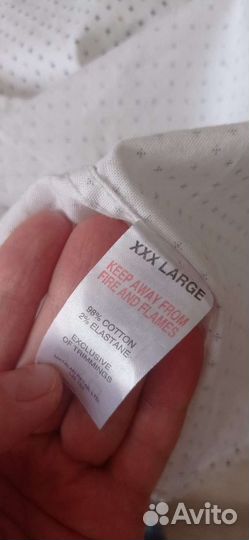 XXX LARGE
KEEP AWAY FROM
FIRE AND FLAMES
98% COTTON
2% ELASTANE
EXCLUSIVE
OF TRIMMINGS
Avito